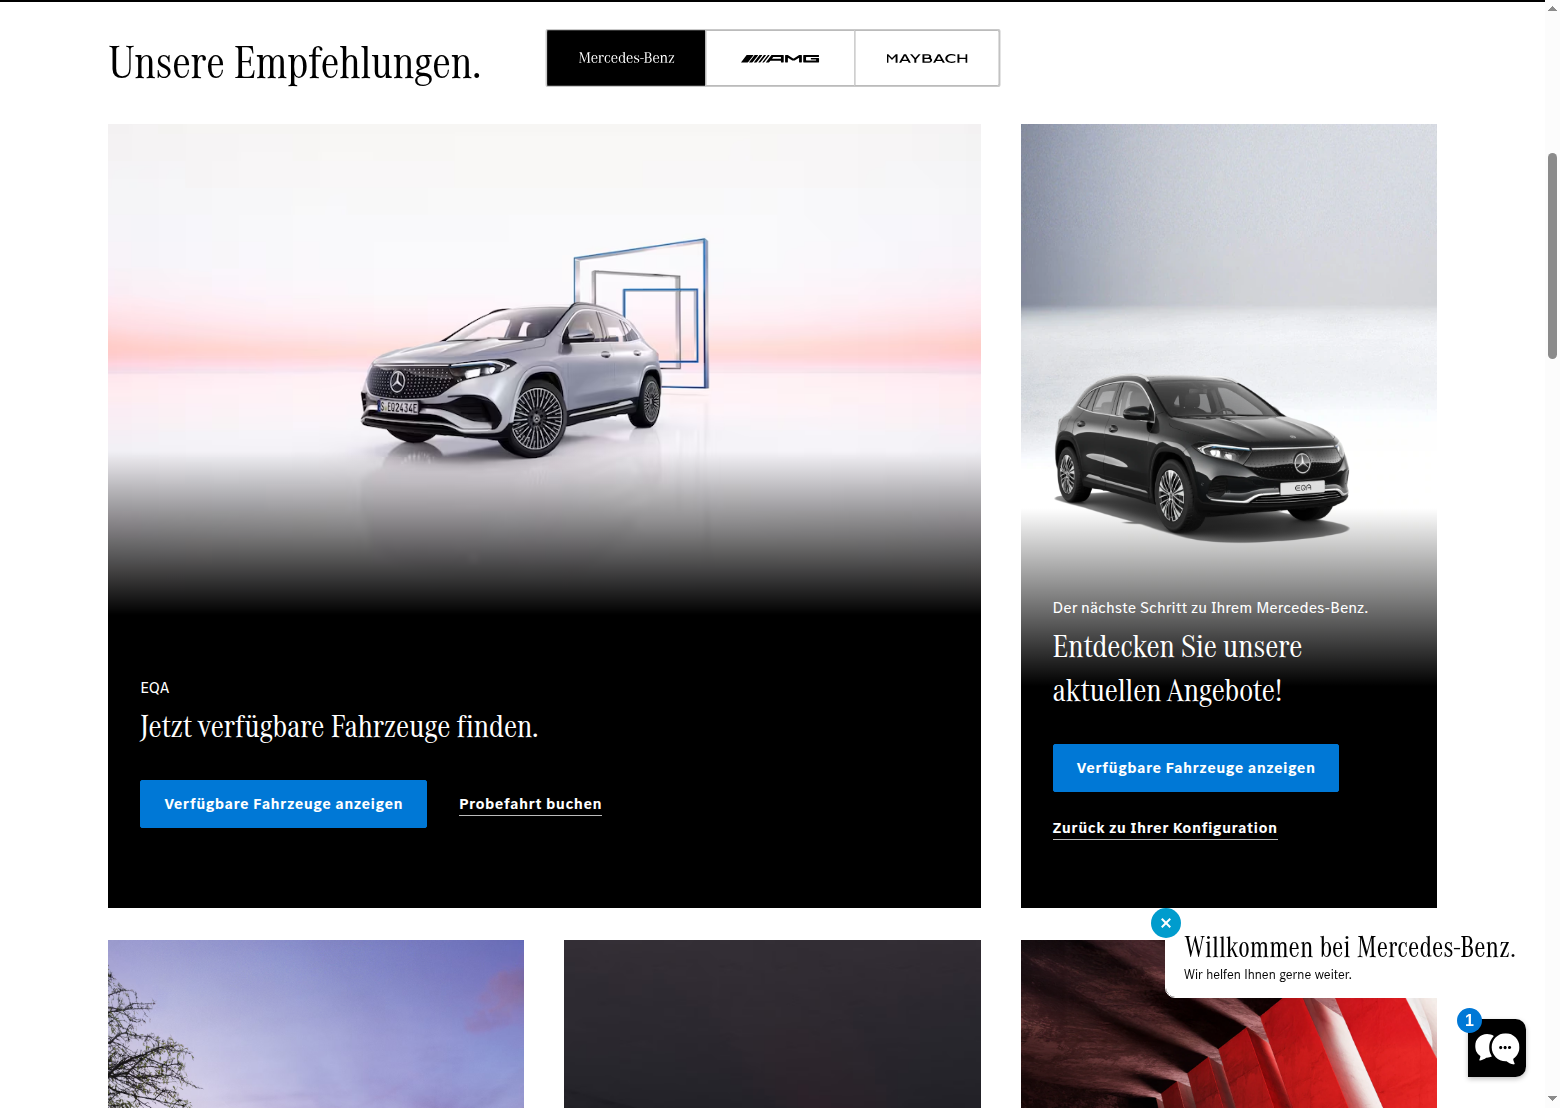 Unsere Empfehlungen.
Mercedes-Benz
AMG
MAYBACH
S·EQ2434E
EQA
EQA
Jetzt verfügbare Fahrzeuge finden.
Verfügbare Fahrzeuge anzeigen
Probefahrt buchen
Der nächste Schritt zu Ihrem Mercedes-Benz.
Entdecken Sie unsere
aktuellen Angebote!
Verfügbare Fahrzeuge anzeigen
Zurück zu Ihrer Konfiguration
Willkommen bei Mercedes-Benz.
Wir helfen Ihnen gerne weiter.
1